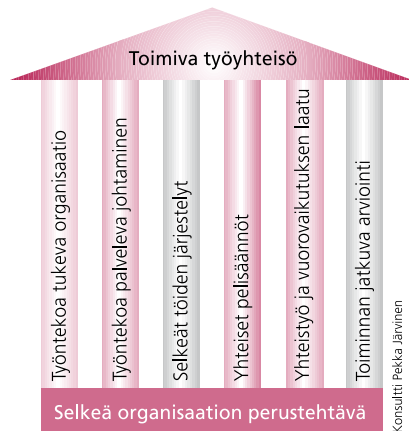 Toimiva työyhteisö
Työntekoa tukeva organisaatio
Työntekoa palveleva johtaminen
Selkeät töiden järjestelyt
Yhteiset pelisäännöt
Yhteistyö ja vuorovaikutuksen laatu
Toiminnan jatkuva arviointi
Selkeä organisaation perustehtävä
Konsultti Pekka Järvinen